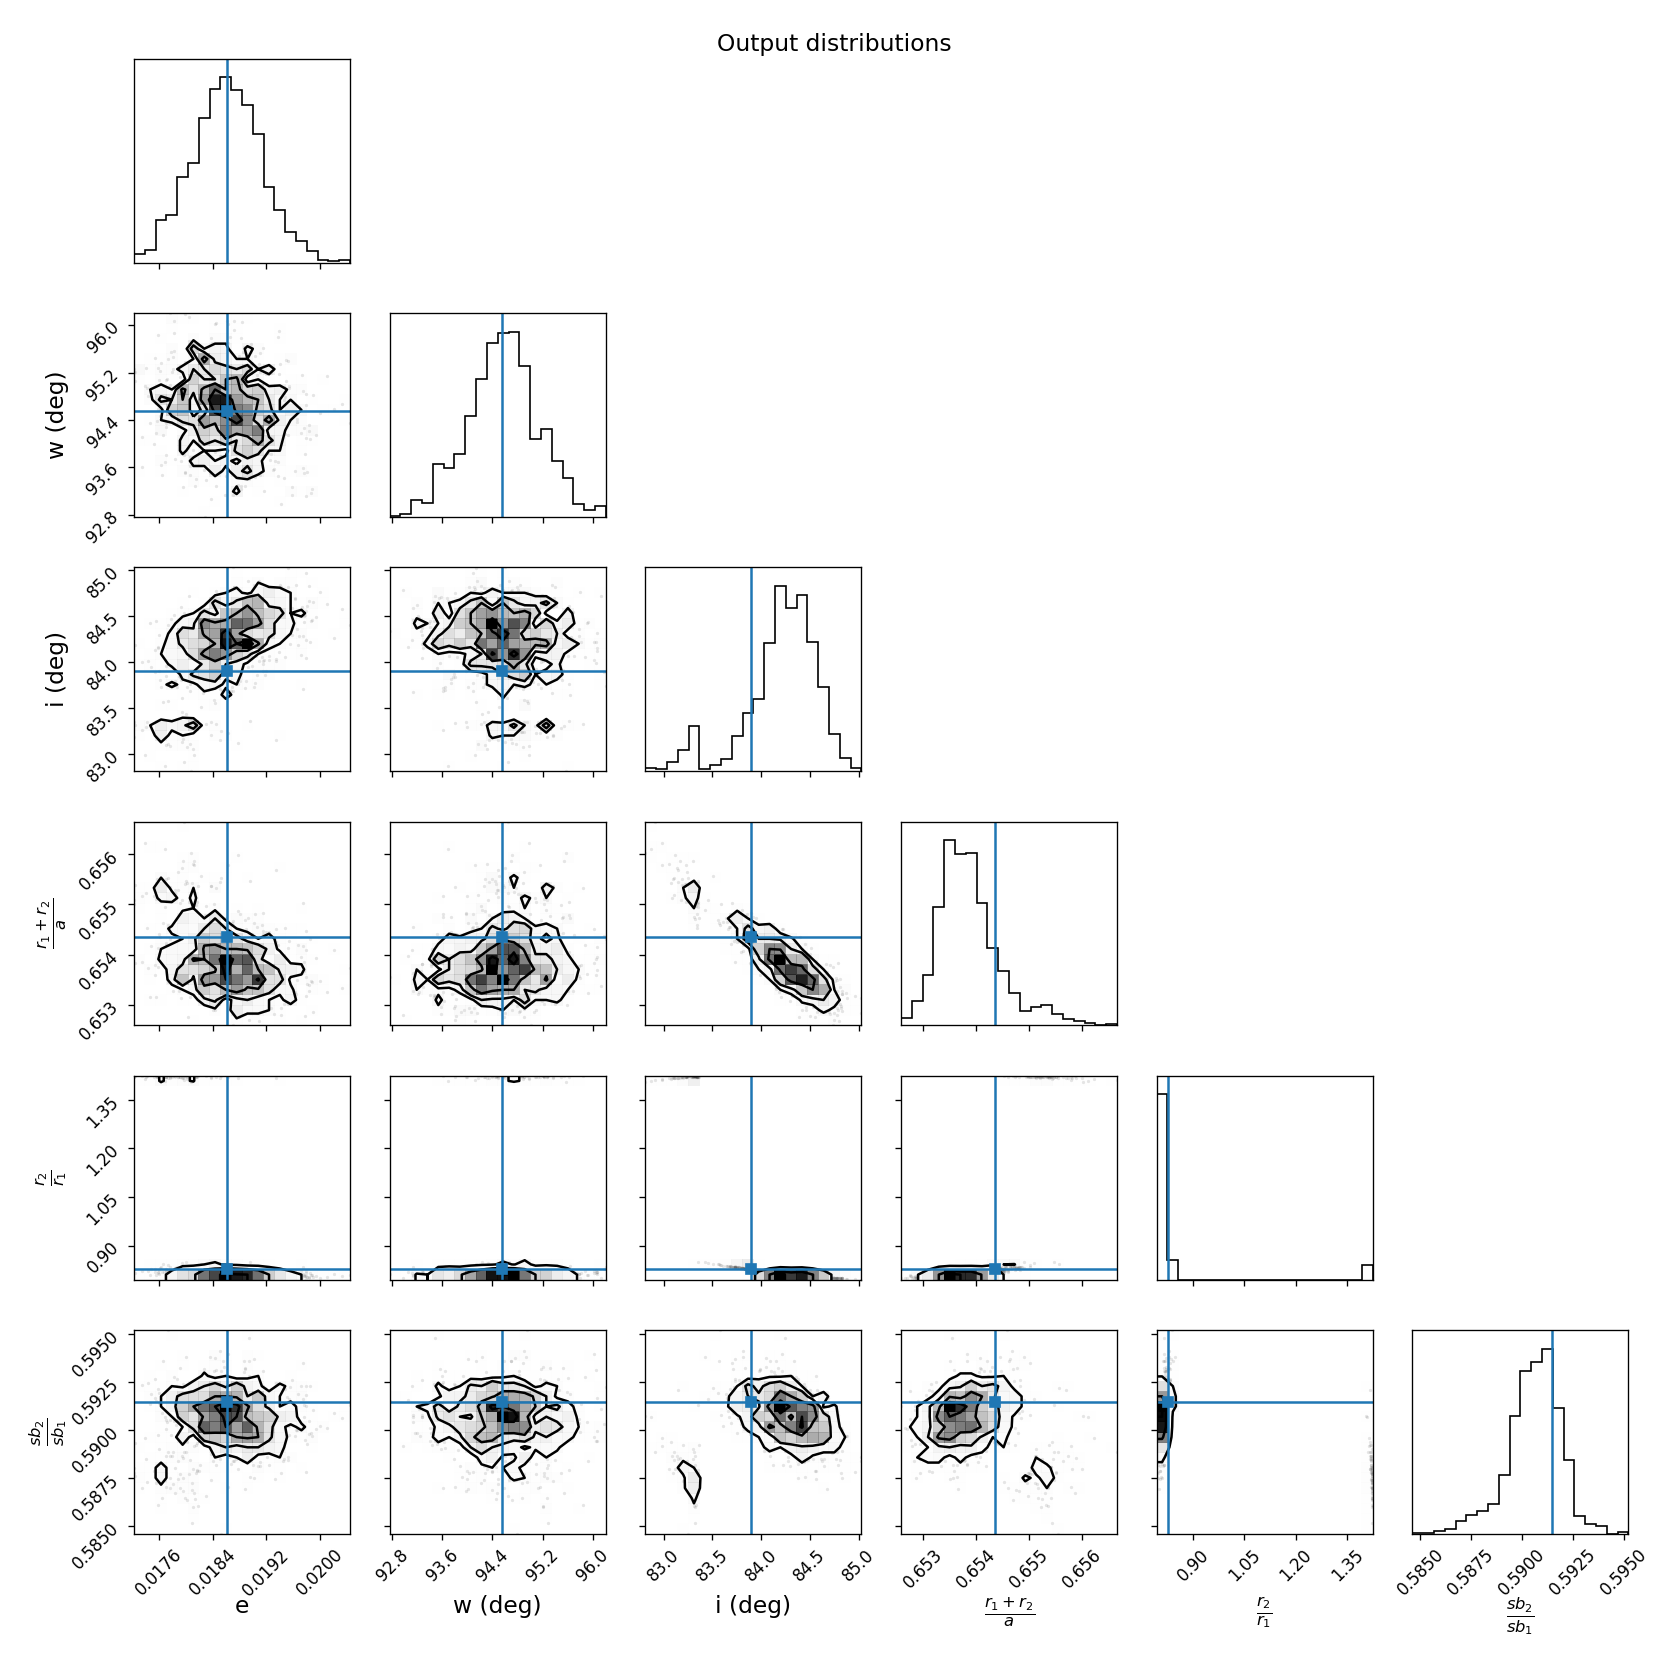 Output distributions
w (deg)
96.0
95.2
94.4
93.6
92.8
i (deg)
85.0
84.5
84.0
83.5
83.0
r₁ + r₂
a
0.656
0.655
0.654
0.653
r₂
r₁
1.35
1.20
1.05
0.90
sb₂
sb₁
0.5950
0.5925
0.5900
0.5875
0.5850
0.0176 0.0184 0.0192 0.0200
e
92.8 93.6 94.4 95.2 96.0
w (deg)
83.0 83.5 84.0 84.5 85.0
i (deg)
0.653 0.654 0.655 0.656
r₁ + r₂
a
0.90 1.05 1.20 1.35
r₂
r₁
0.5850 0.5875 0.5900 0.5925 0.5950
sb₂
sb₁